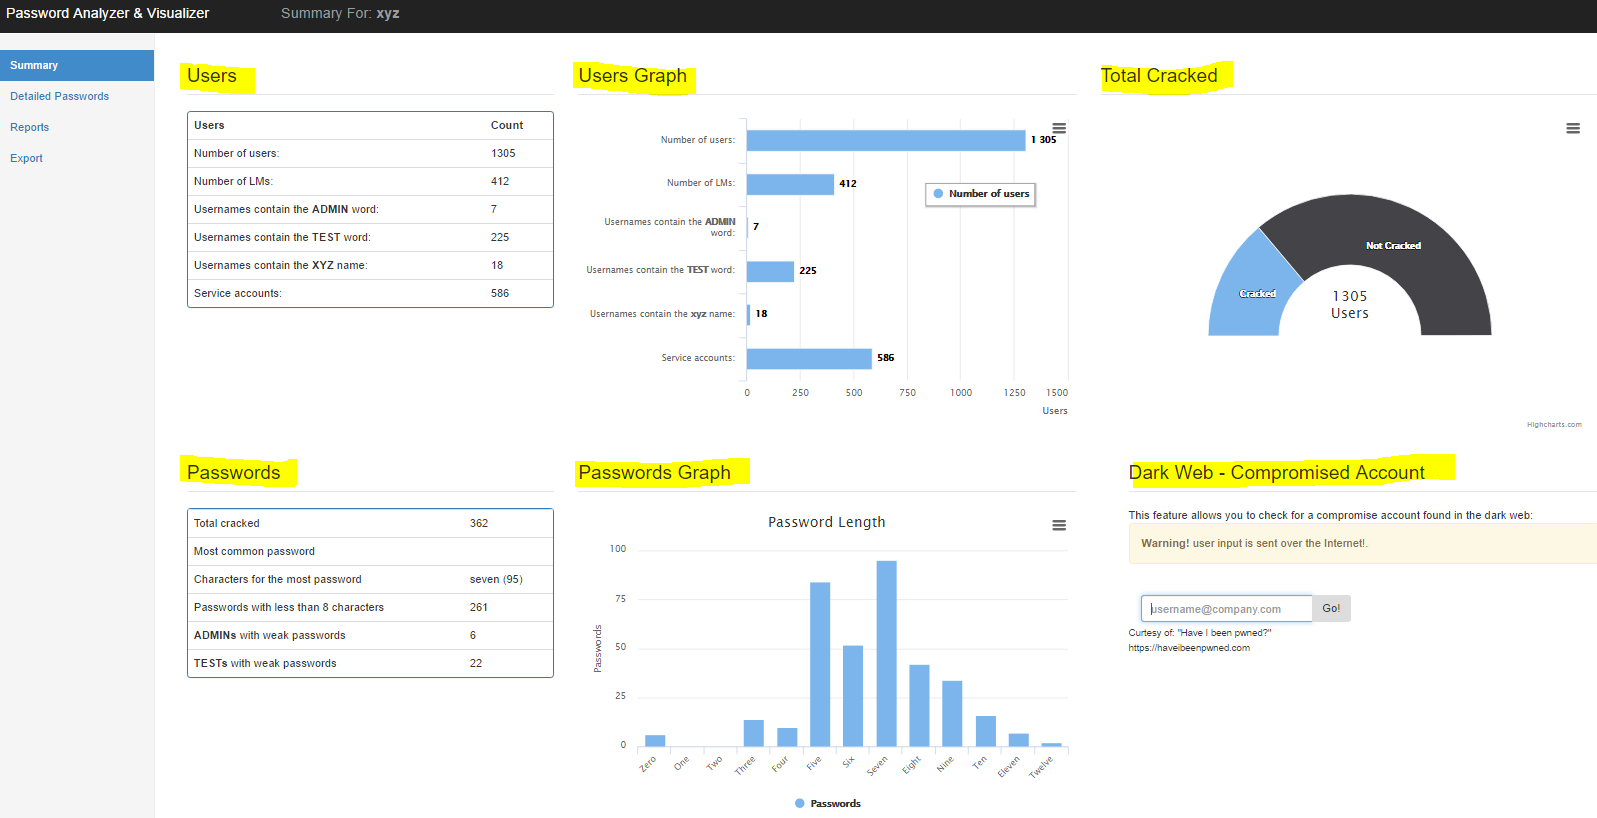 Password Analyzer & Visualizer
Summary For: xyz
Summary
Detailed Passwords
Reports
Export
Users
Users Count
Number of users: 1305
Number of LMs: 412
Usernames contain the ADMIN word: 7
Usernames contain the TEST word: 225
Usernames contain the XYZ name: 18
Service accounts: 586
Users Graph
Number of users: 1 305
Number of LMs: 412
Number of users
Usernames contain the ADMIN
word: 7
Usernames contain the TEST word: 225
Usernames contain the xyz name: 18
Service accounts: 586
0 250 500 750 1000 1250 1500
Users
Total Cracked
Not Cracked
Cracked
1305
Users
Highcharts.com
Passwords
Total cracked 362
Most common password
Characters for the most password seven (95)
Passwords with less than 8 characters 261
ADMINs with weak passwords 6
TESTs with weak passwords 22
Passwords Graph
Password Length
100
75
50
25
0
Passwords
Zero One Two Three Four Five Six Seven Eight Nine Ten Eleven Twelve
Passwords
Dark Web - Compromised Account
This feature allows you to check for a compromise account found in the dark web:
Warning! user input is sent over the Internet!.
username@company.com Go!
Curtesy of: "Have I been pwned?"
https://haveibeenpwned.com